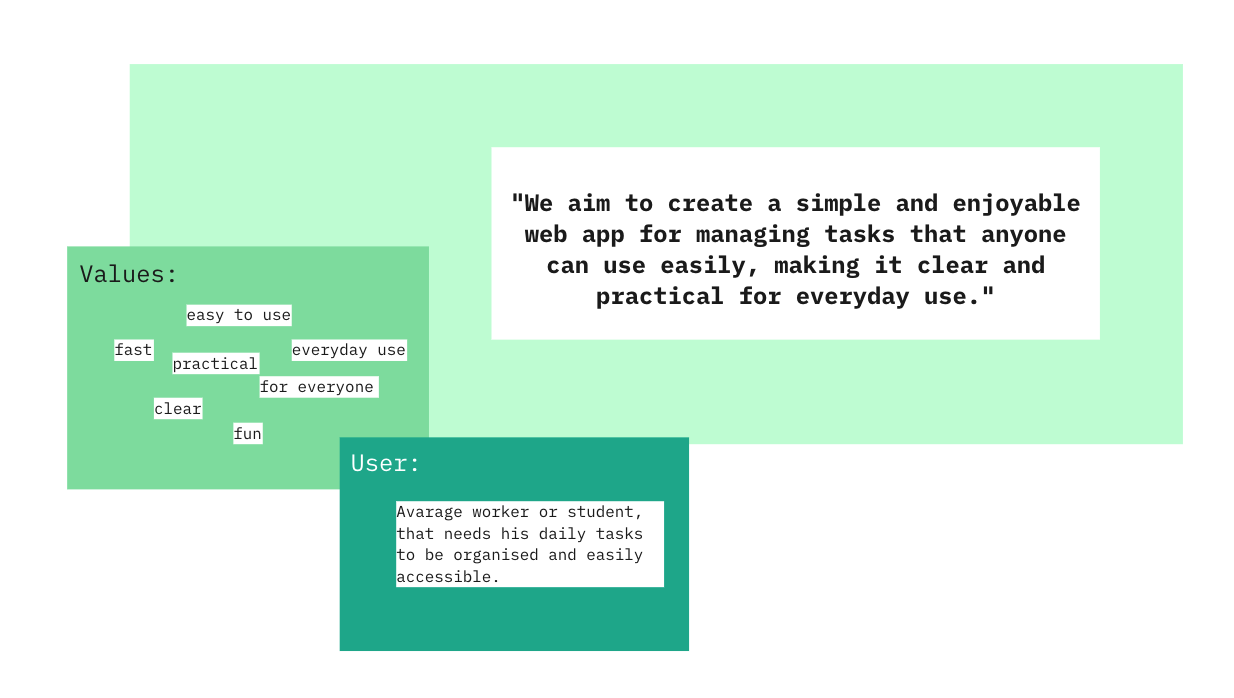 "We aim to create a simple and enjoyable
web app for managing tasks that anyone
can use easily, making it clear and
practical for everyday use."
Values:
easy to use
fast
everyday use
practical
for everyone
clear
fun
User:
Avarage worker or student,
that needs his daily tasks
to be organised and easily
accessible.